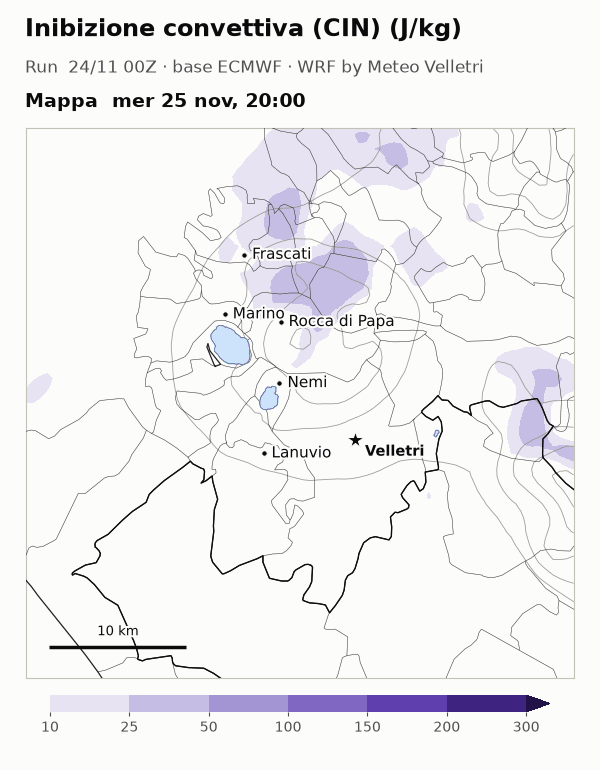 Inibizione convettiva (CIN) (J/kg)
Run  24/11 00Z · base ECMWF · WRF by Meteo Velletri
Mappa  mer 25 nov, 20:00
Frascati
Marino
Rocca di Papa
Nemi
Velletri
Lanuvio
10 km
10 25 50 100 150 200 300